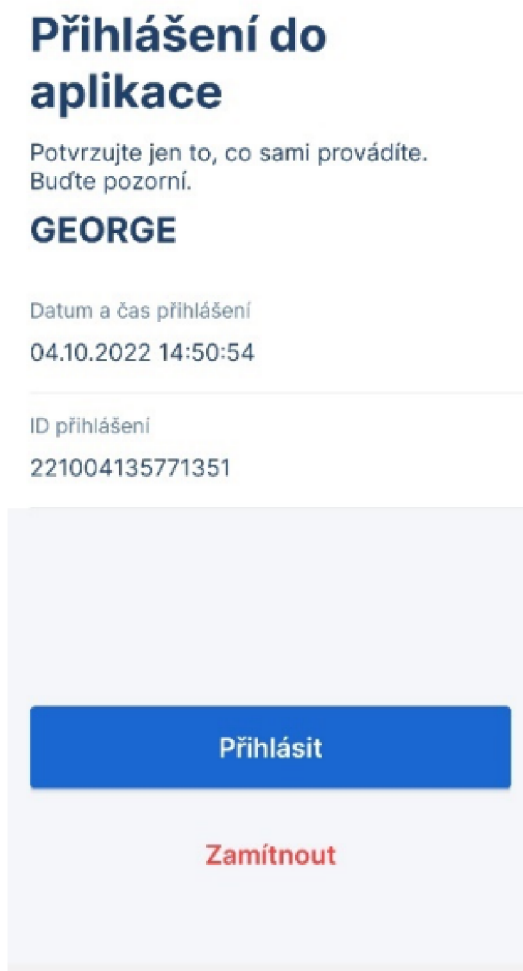 Přihlášení do
aplikace
Potvrzujte jen to, co sami provádíte.
Buďte pozorní.
GEORGE
Datum a čas přihlášení
04.10.2022 14:50:54
ID přihlášení
221004135771351
Přihlásit
Zamítnout